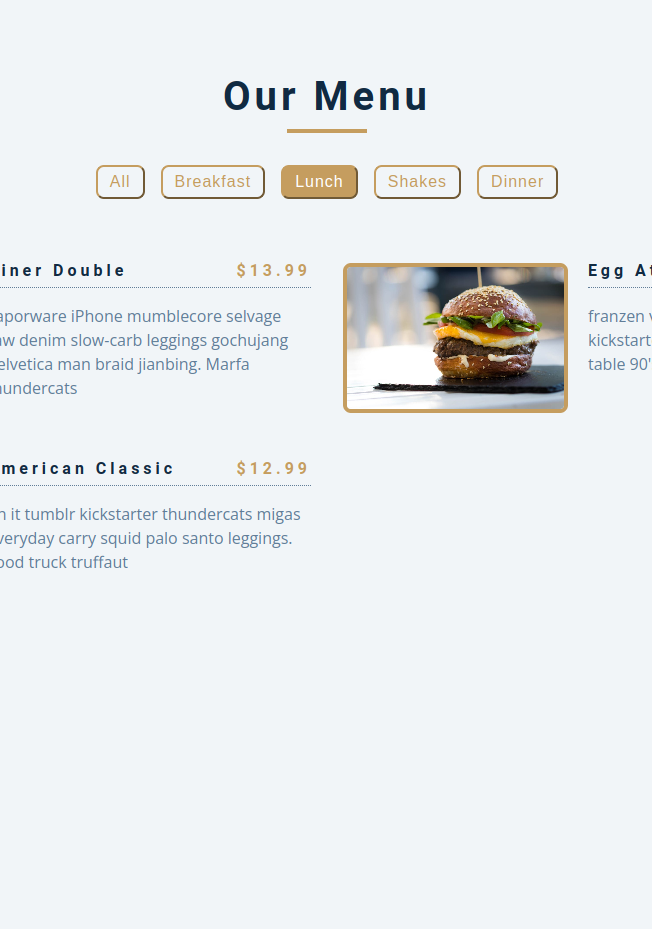 Our Menu
All Breakfast Lunch Shakes Dinner
iner Double $13.99
aporware iPhone mumblecore selvage
aw denim slow-carb leggings gochujang
elvetica man braid jianbing. Marfa
hundercats
Egg At
franzen v
kickstart
table 90'
merican Classic $12.99
n it tumblr kickstarter thundercats migas
veryday carry squid palo santo leggings.
ood truck truffaut